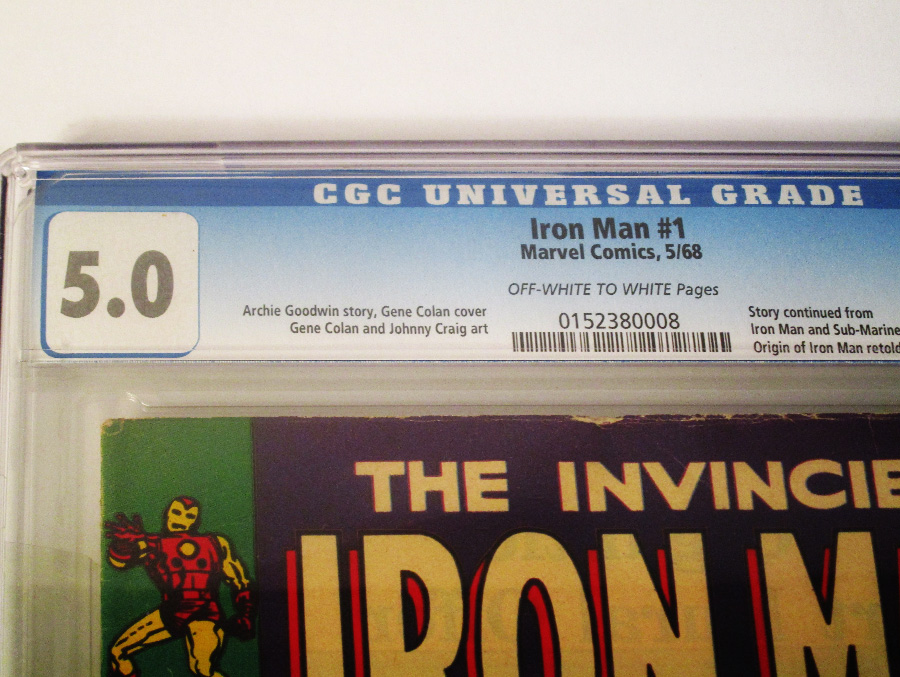 CGC UNIVERSAL GRADE
5.0
Iron Man #1
Marvel Comics, 5/68
OFF-WHITE TO WHITE Pages
Archie Goodwin story, Gene Colan cover
Gene Colan and Johnny Craig art
0152380008
Story continued from
Iron Man and Sub-Marine
Origin of Iron Man retold
THE INVINCIB
IRON MA